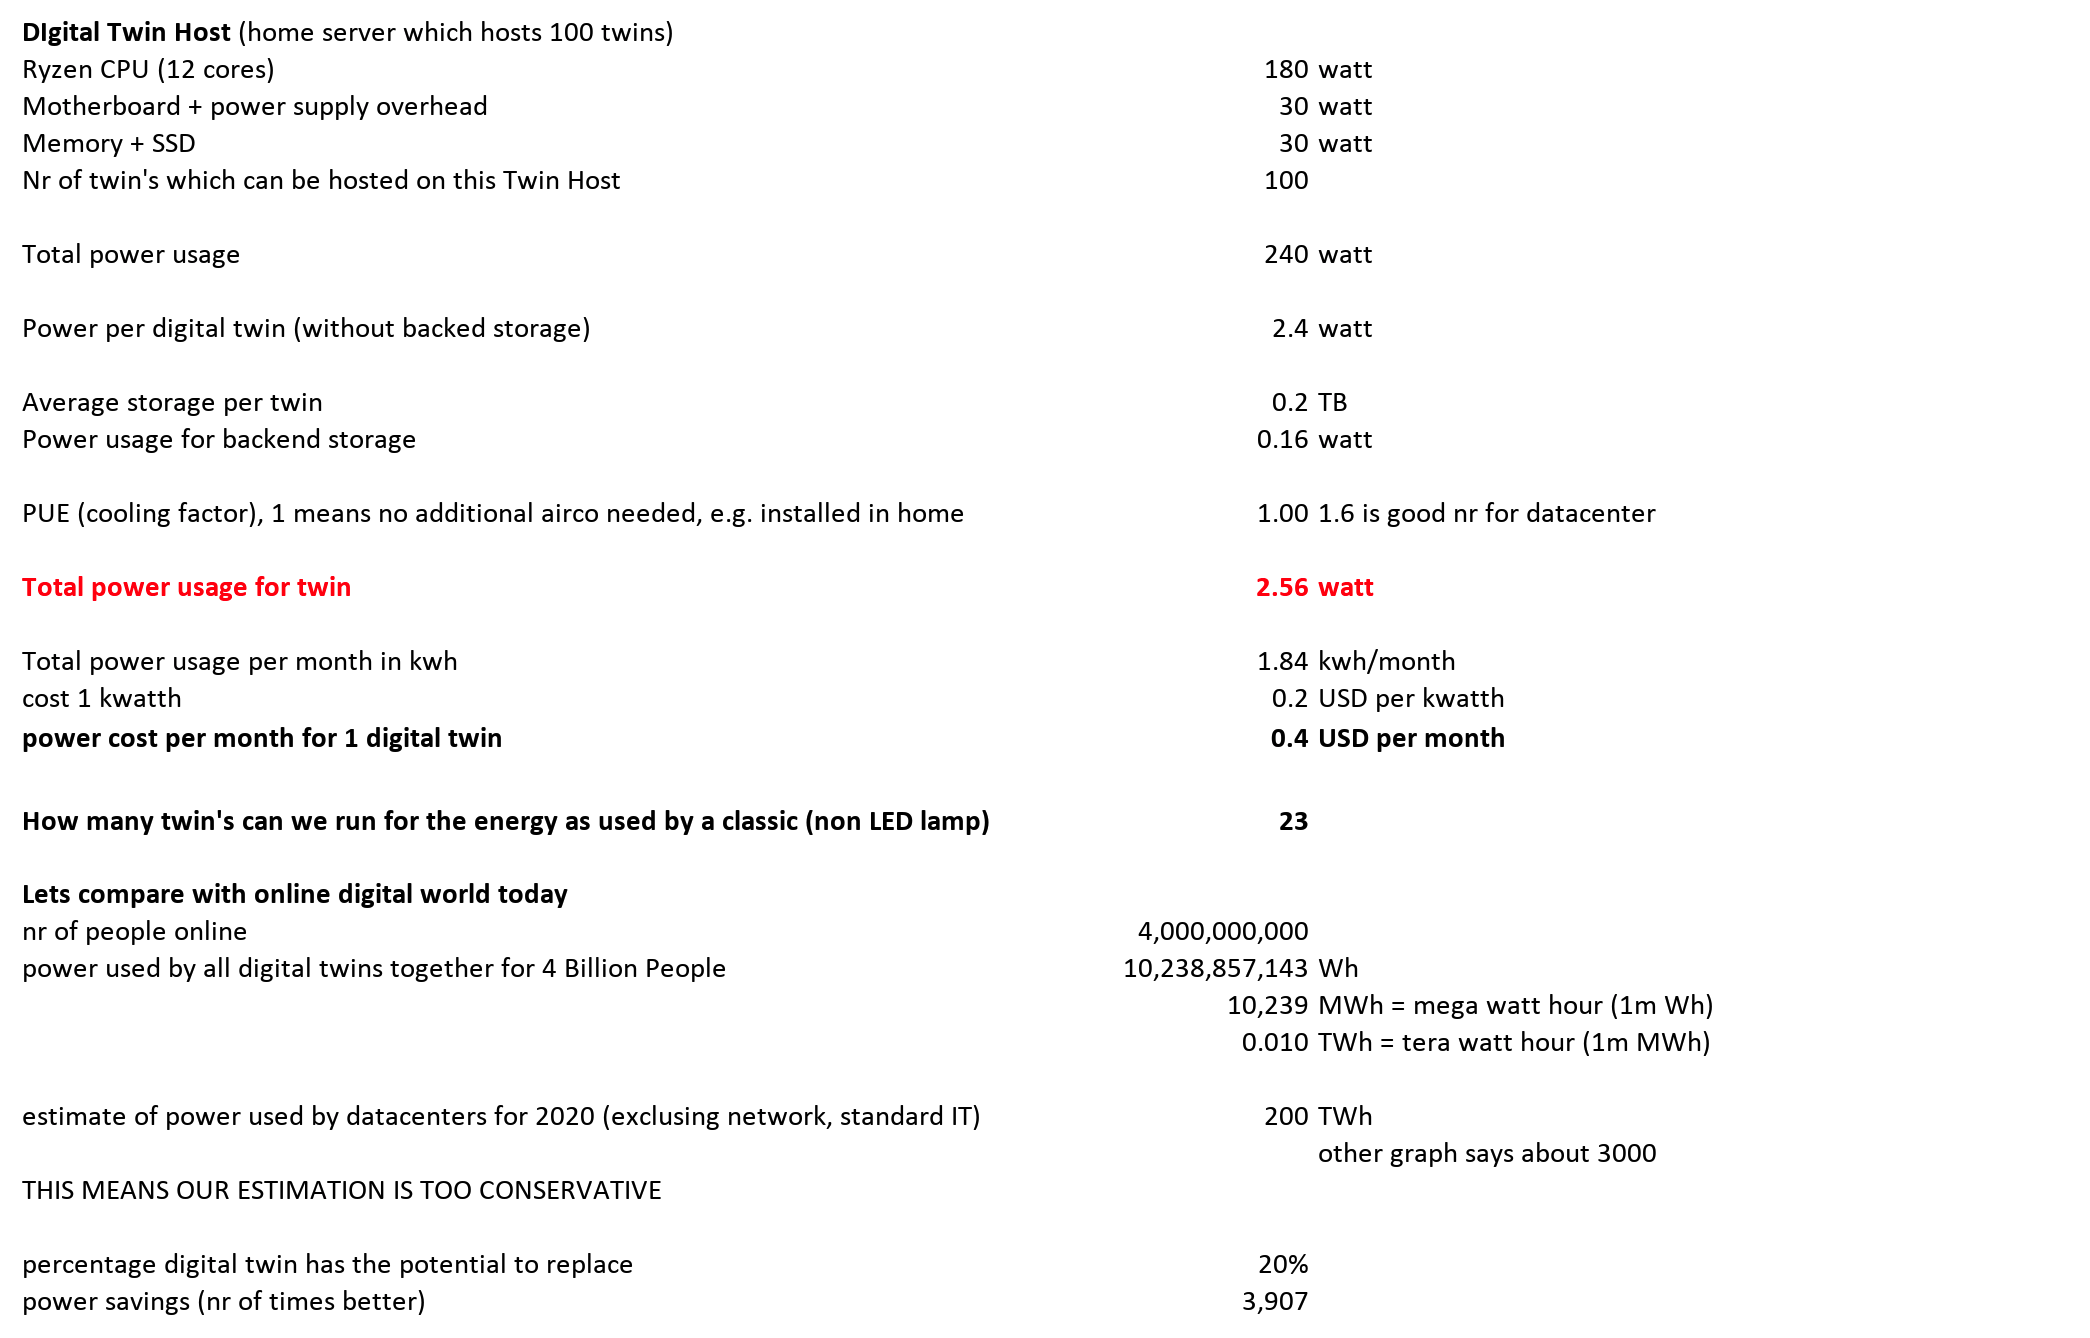 DIgital Twin Host (home server which hosts 100 twins)
Ryzen CPU (12 cores) 180 watt
Motherboard + power supply overhead 30 watt
Memory + SSD 30 watt
Nr of twin's which can be hosted on this Twin Host 100
Total power usage 240 watt
Power per digital twin (without backed storage) 2.4 watt
Average storage per twin 0.2 TB
Power usage for backend storage 0.16 watt
PUE (cooling factor), 1 means no additional airco needed, e.g. installed in home 1.00 1.6 is good nr for datacenter
Total power usage for twin 2.56 watt
Total power usage per month in kwh 1.84 kwh/month
cost 1 kwatth 0.2 USD per kwatth
power cost per month for 1 digital twin 0.4 USD per month
How many twin's can we run for the energy as used by a classic (non LED lamp) 23
Lets compare with online digital world today
nr of people online 4,000,000,000
power used by all digital twins together for 4 Billion People 10,238,857,143 Wh
10,239 MWh = mega watt hour (1m Wh)
0.010 TWh = tera watt hour (1m MWh)
estimate of power used by datacenters for 2020 (exclusing network, standard IT) 200 TWh
other graph says about 3000
THIS MEANS OUR ESTIMATION IS TOO CONSERVATIVE
percentage digital twin has the potential to replace 20%
power savings (nr of times better) 3,907